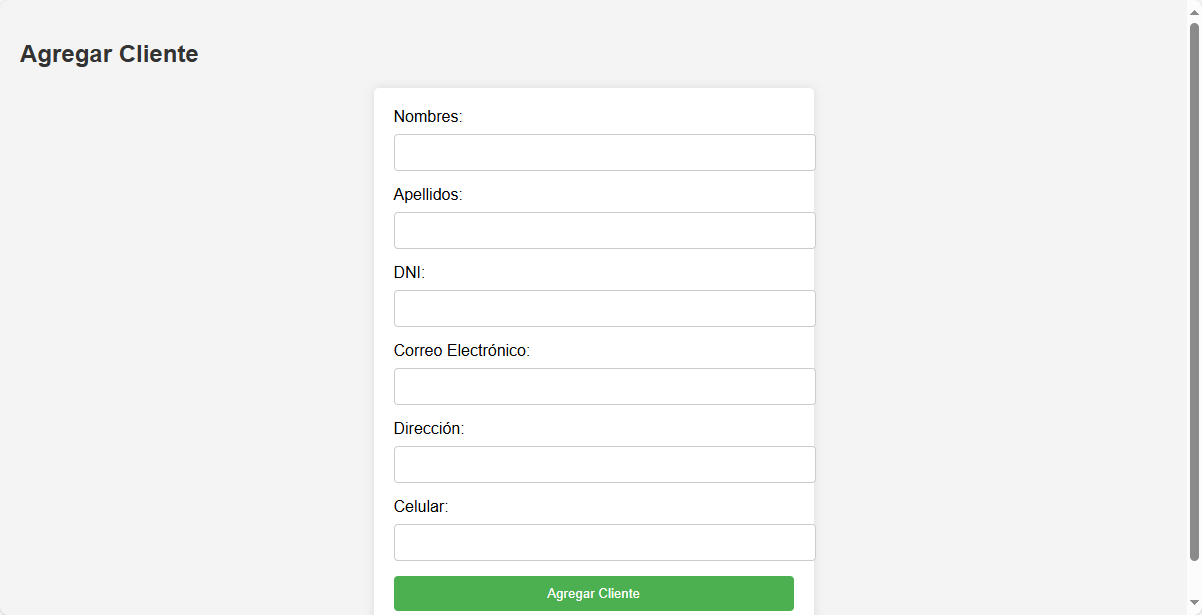 Agregar Cliente
Nombres:
Apellidos:
DNI:
Correo Electrónico:
Dirección:
Celular:
Agregar Cliente